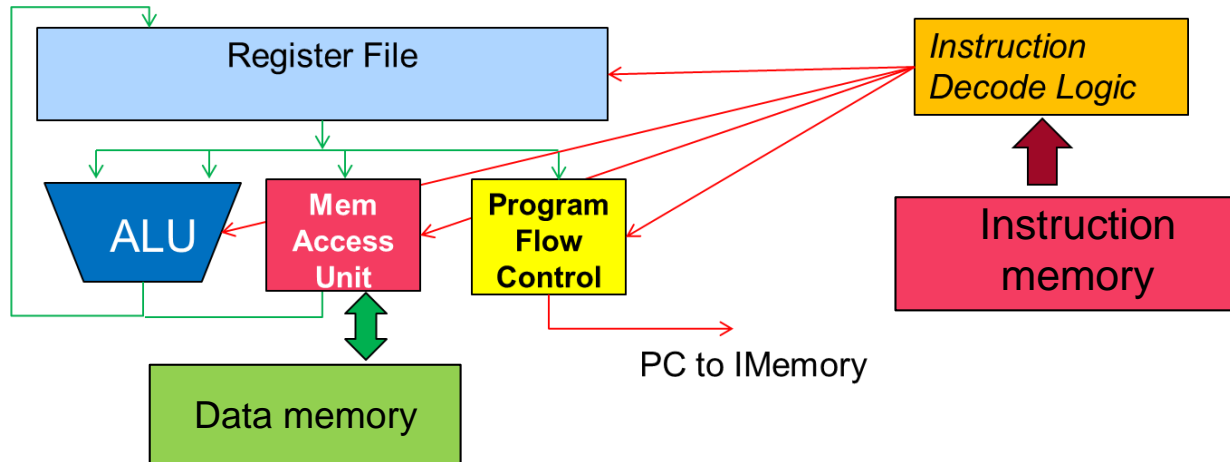 Register File
Instruction
Decode Logic
ALU
Mem
Access
Unit
Program
Flow
Control
Instruction
memory
PC to IMemory
Data memory